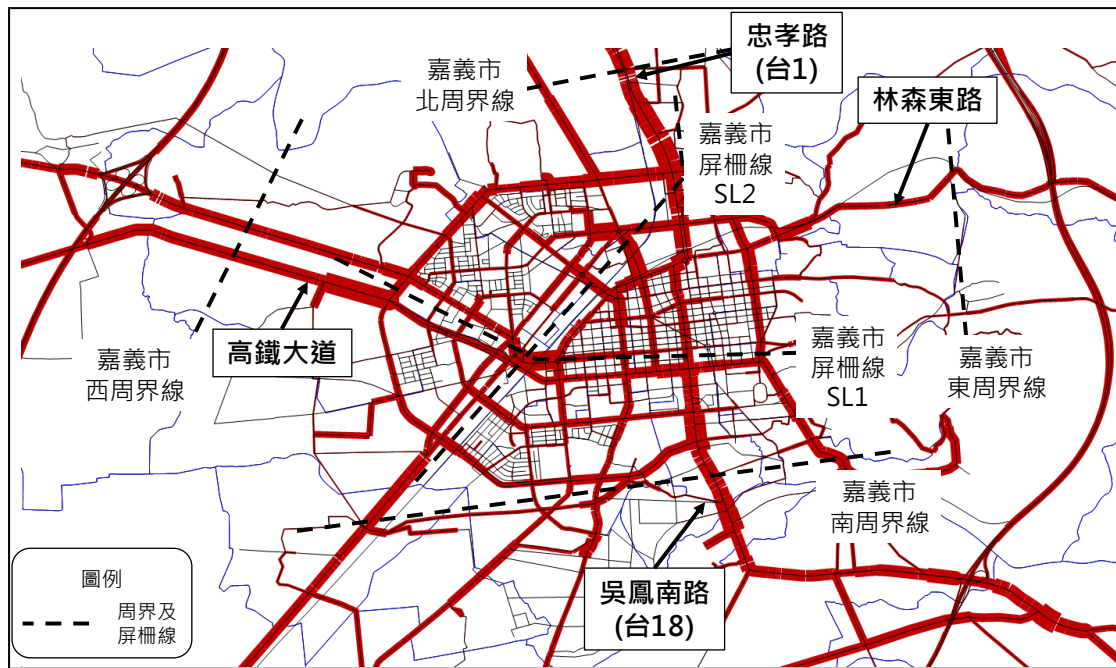 忠孝路
(台1)
嘉義市
北周界線
林森東路
嘉義市
屏柵線
SL2
高鐵大道
嘉義市
西周界線
嘉義市
屏柵線
SL1
嘉義市
東周界線
嘉義市
南周界線
吳鳳南路
(台18)
圖例
周界及
屏柵線